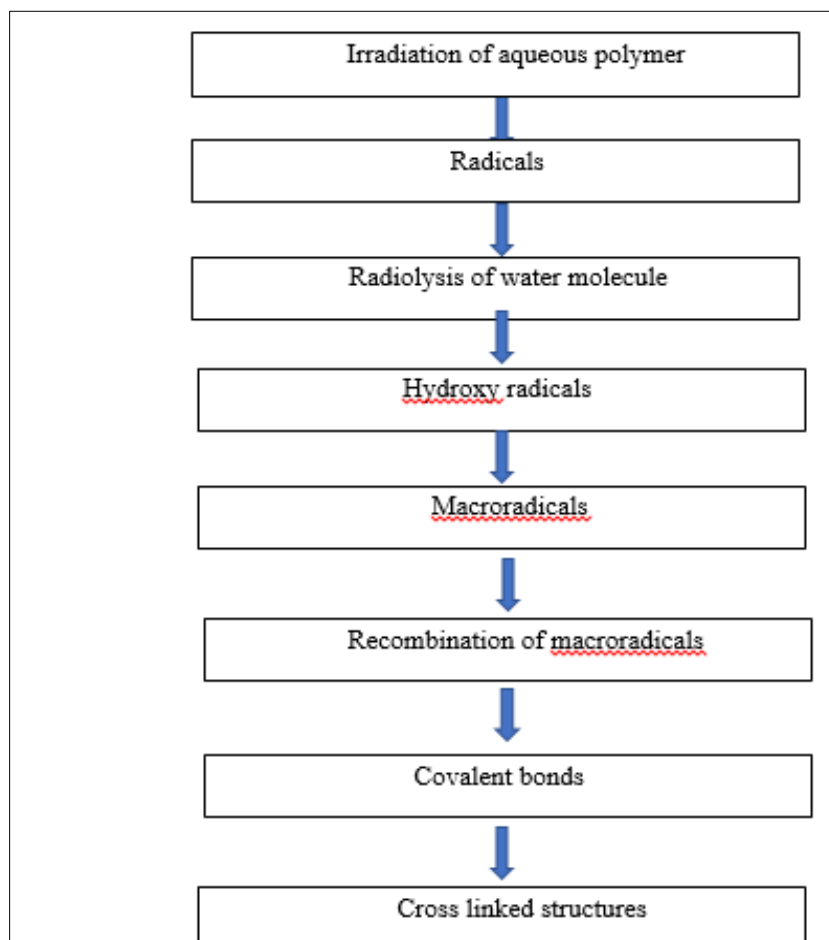 Irradiation of aqueous polymer
Radicals
Radiolysis of water molecule
Hydroxy radicals
Macroradicals
Recombination of macroradicals
Covalent bonds
Cross linked structures